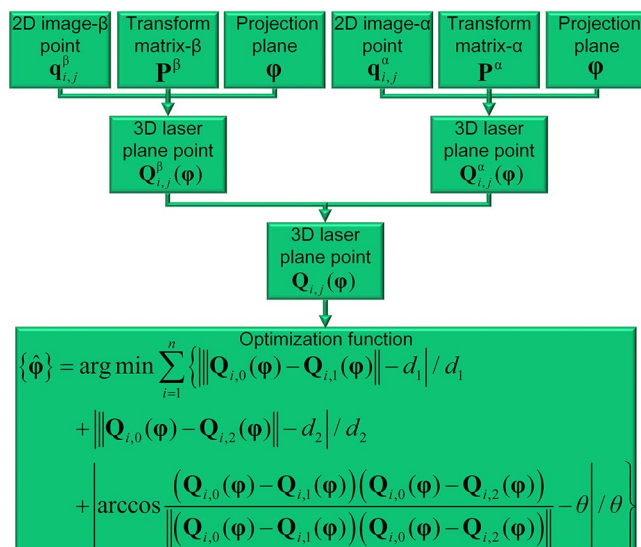 2D image-β point q^β_{i,j}
Transform matrix-β P^β
Projection plane φ
2D image-α point q^α_{i,j}
Transform matrix-α P^α
Projection plane φ
3D laser plane point Q^β_{i,j}(φ)
3D laser plane point Q^α_{i,j}(φ)
3D laser plane point Q_{i,j}(φ)
Optimization function
{φ̂} = arg min ∑_{i=1}^{n} {|‖Q_{i,0}(φ) − Q_{i,1}(φ)‖ − d_1| / d_1
+ |‖Q_{i,0}(φ) − Q_{i,2}(φ)‖ − d_2| / d_2
+ |arccos (Q_{i,0}(φ) − Q_{i,1}(φ))(Q_{i,0}(φ) − Q_{i,2}(φ)) / ‖(Q_{i,0}(φ) − Q_{i,1}(φ))(Q_{i,0}(φ) − Q_{i,2}(φ))‖ − θ| / θ}